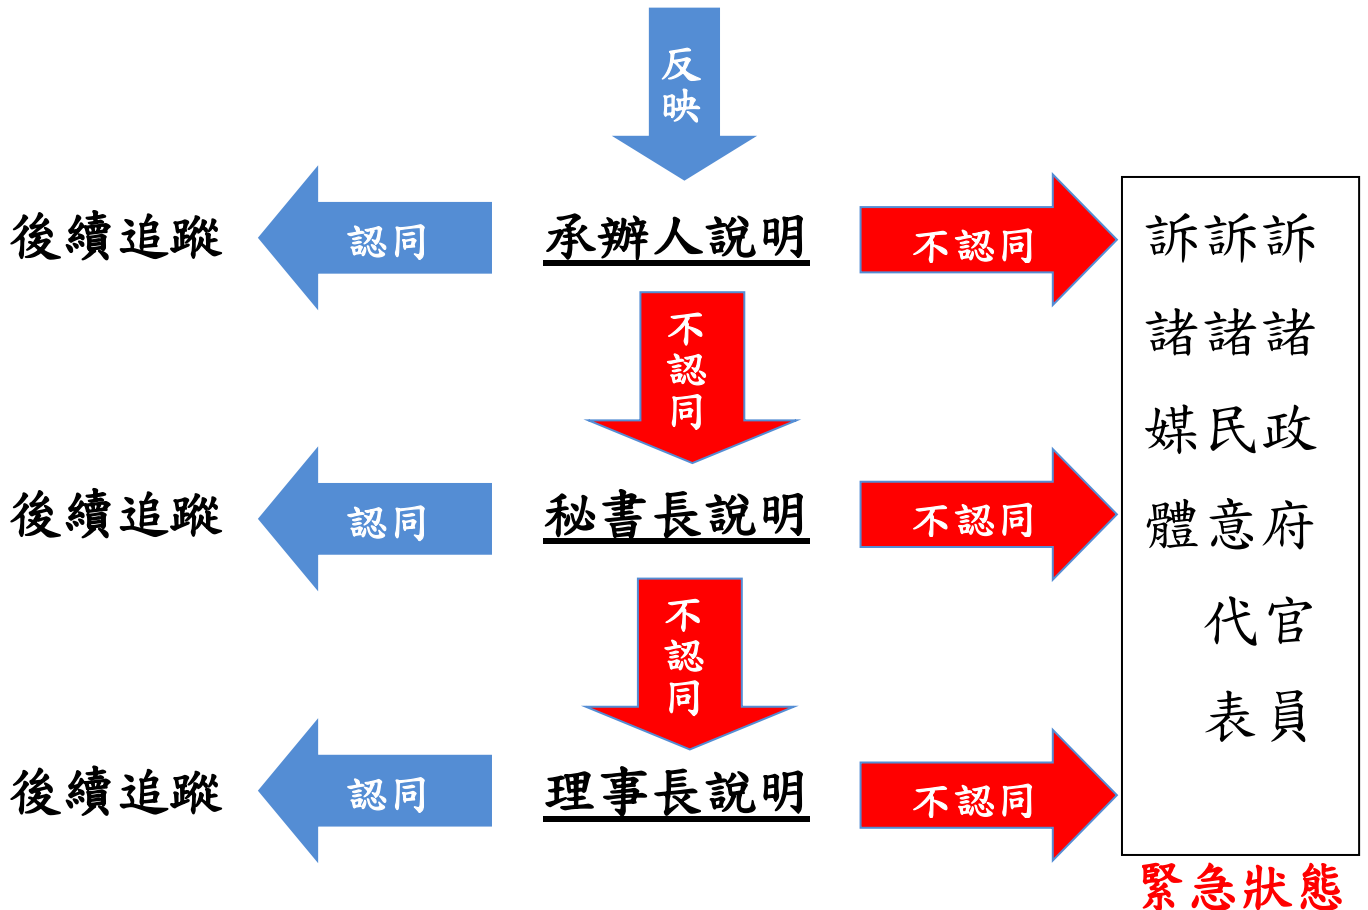 反映
後續追蹤
認同
承辦人說明
不認同
不認同
後續追蹤
認同
秘書長說明
不認同
不認同
後續追蹤
認同
理事長說明
不認同
訴諸政府官員
訴諸民意代表
訴諸媒體
緊急狀態